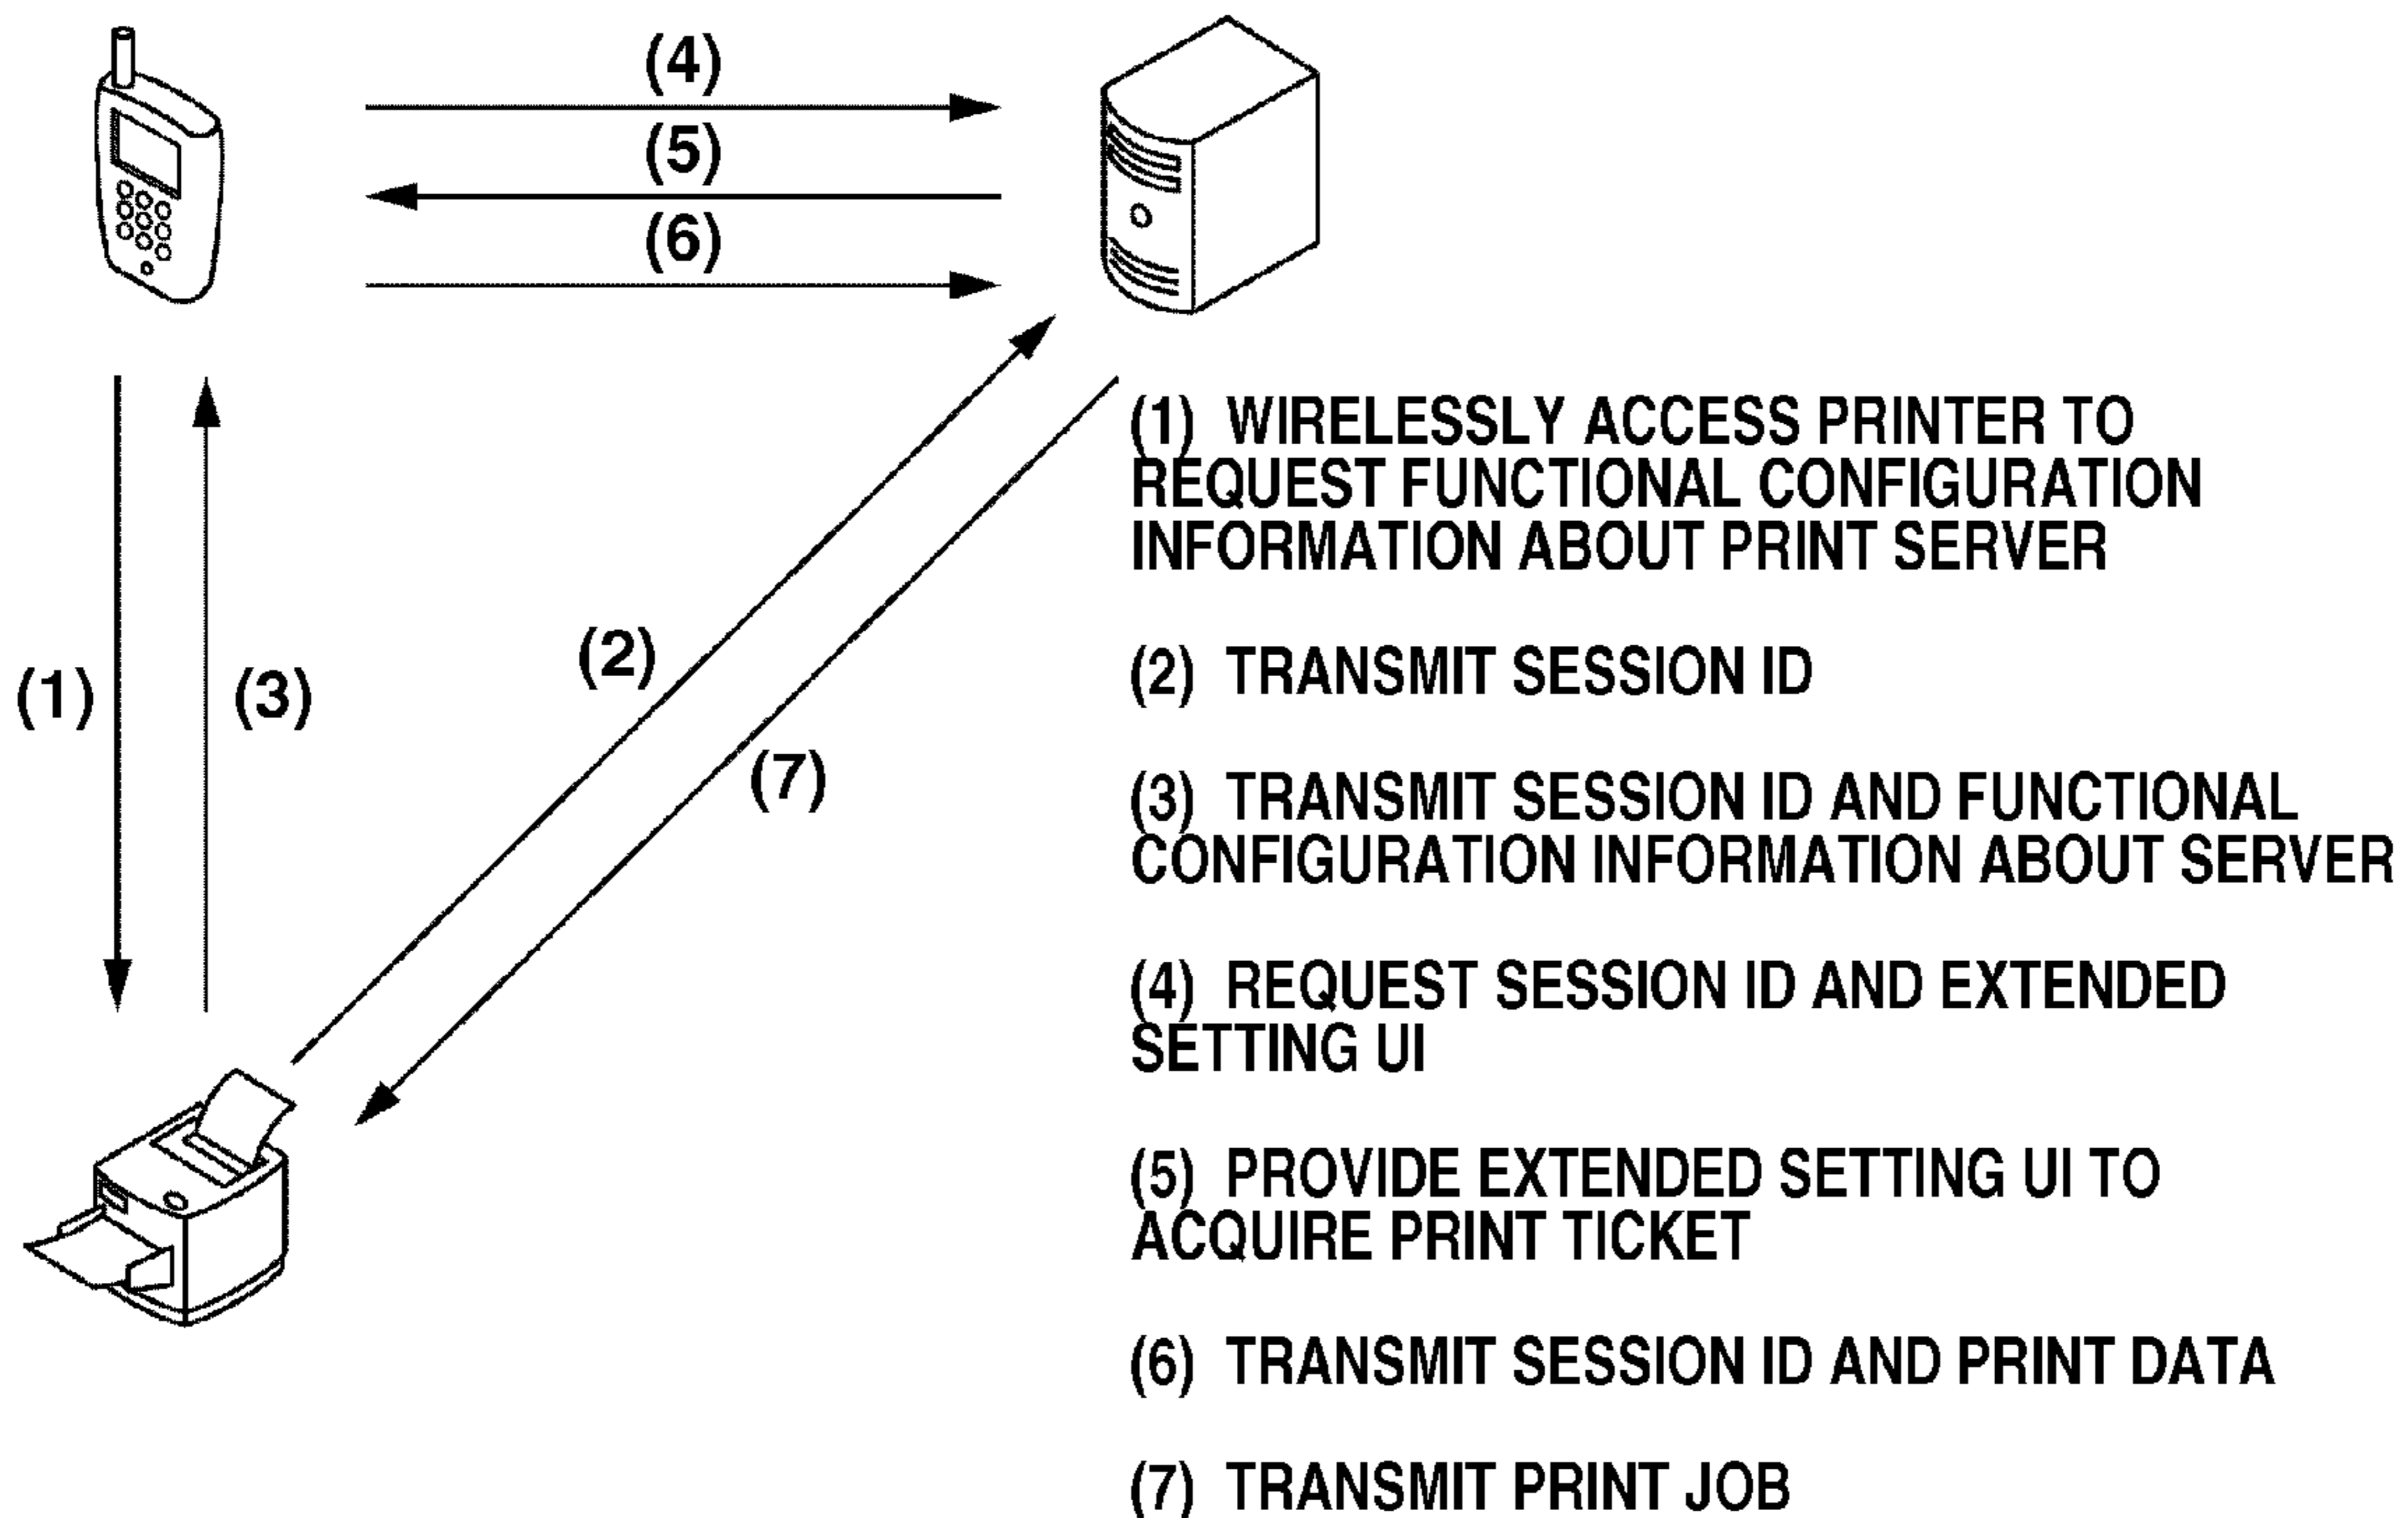 (4)
(5)
(6)
(1)
(3)
(2)
(7)
(1) WIRELESSLY ACCESS PRINTER TO
REQUEST FUNCTIONAL CONFIGURATION
INFORMATION ABOUT PRINT SERVER
(2) TRANSMIT SESSION ID
(3) TRANSMIT SESSION ID AND FUNCTIONAL
CONFIGURATION INFORMATION ABOUT SERVER
(4) REQUEST SESSION ID AND EXTENDED
SETTING UI
(5) PROVIDE EXTENDED SETTING UI TO
ACQUIRE PRINT TICKET
(6) TRANSMIT SESSION ID AND PRINT DATA
(7) TRANSMIT PRINT JOB